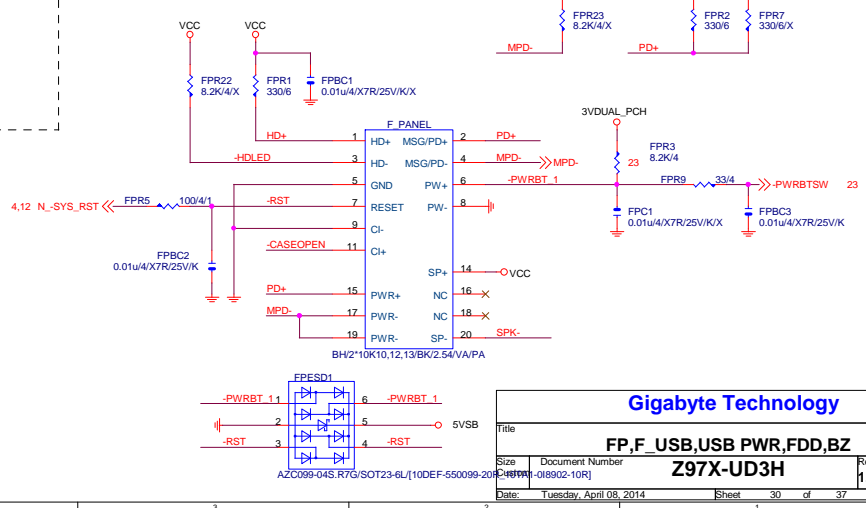 FPR23
8.2K/4/X
FPR2
330/6
FPR7
330/6/X
MPD-
PD+
VCC
VCC
FPR22
8.2K/4/X
FPR1
330/6
FPBC1
0.01u/4/X7R/25V/K/X
3VDUAL_PCH
F_PANEL
HD+ 1 HD+ MSG/PD+ 2 PD+
-HDLED 3 HD- MSG/PD- 4 MPD- MPD-
FPR3
8.2K/4
23
5 GND PW+ 6 -PWRBT_1
FPR9 33/4 -PWRBTSW 23
4,12 N_-SYS_RST FPR5 100/4/1 -RST 7 RESET PW- 8
FPC1
0.01u/4/X7R/25V/K/X
FPBC3
0.01u/4/X7R/25V/K
9 CI-
-CASEOPEN 11 CI+
FPBC2
0.01u/4/X7R/25V/K
SP+ 14 VCC
PD+ 15 PWR+ NC 16
MPD- 17 PWR- NC 18
19 PWR- SP- 20 SPK-
BH/2*10K10,12,13/BK/2.54/VA/PA
FPESD1
-PWRBT_1 1 6 -PWRBT_1
2 5 5VSB
-RST 3 4 -RST
Gigabyte Technology
Title
FP,F_USB,USB PWR,FDD,BZ
Size Document Number
Z97X-UD3H
Date: Tuesday, April 08, 2014 Sheet 30 of 37
3 2 1